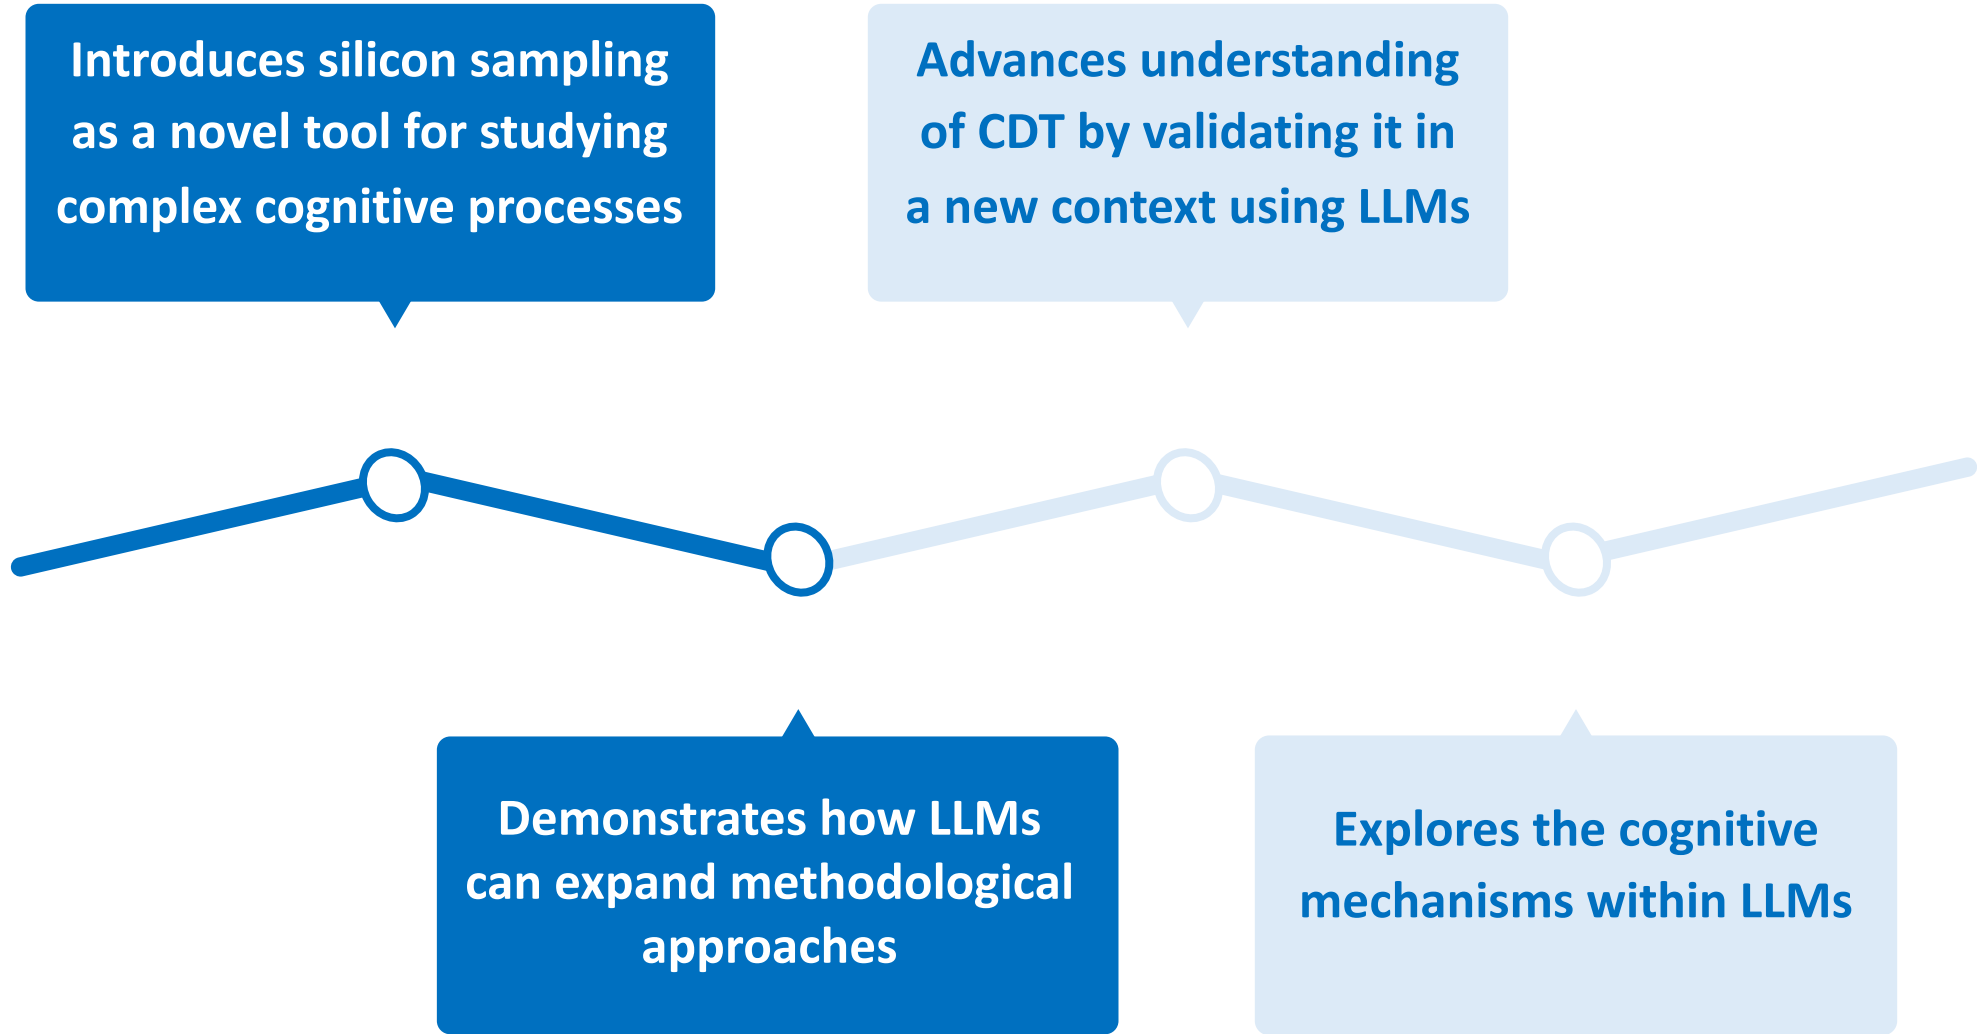 Introduces silicon sampling
as a novel tool for studying
complex cognitive processes
Demonstrates how LLMs
can expand methodological
approaches
Advances understanding
of CDT by validating it in
a new context using LLMs
Explores the cognitive
mechanisms within LLMs